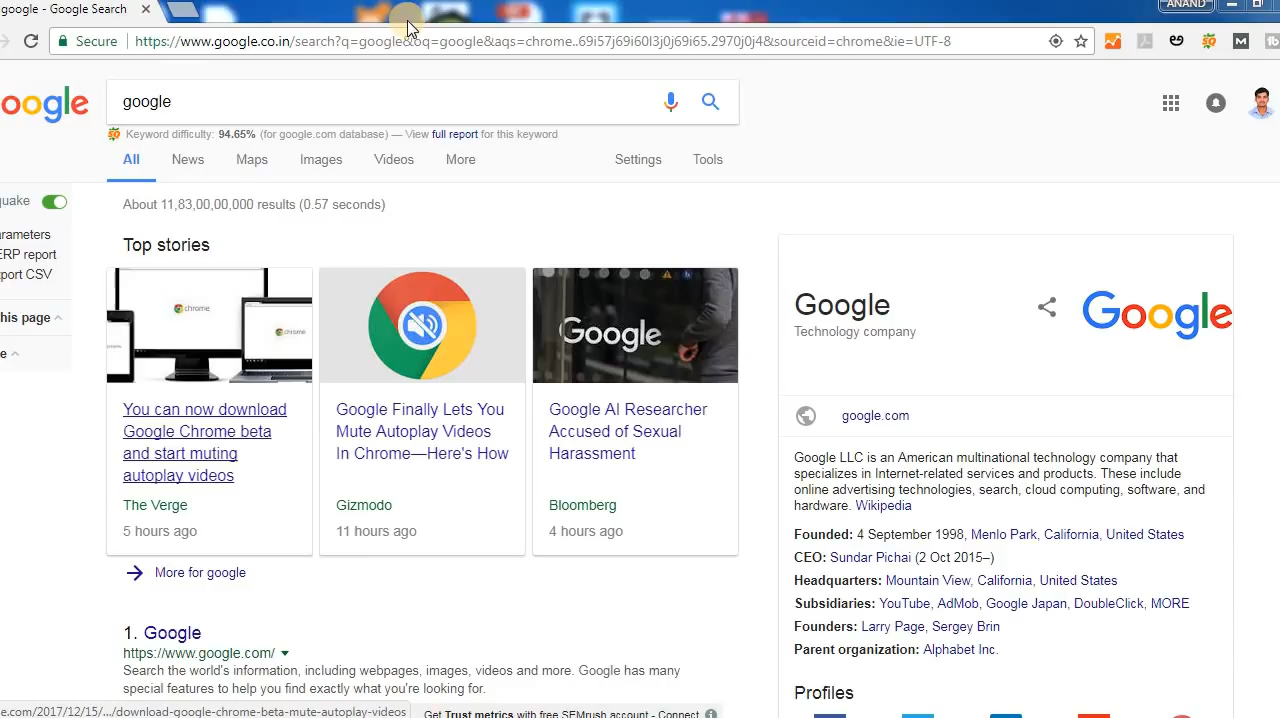 google - Google Search
ANAND
Secure
https://www.google.co.in/search?q=google&oq=google&aqs=chrome..69i57j69i60l3j0j69i65.2970j0j4&sourceid=chrome&ie=UTF-8
oogle
google
Keyword difficulty: 94.65% (for google.com database) — View full report for this keyword
All News Maps Images Videos More Settings Tools
uake
arameters
ERP report
port CSV
his page
e
About 11,83,00,00,000 results (0.57 seconds)
Top stories
chrome
chrome
Google
You can now download
Google Chrome beta
and start muting
autoplay videos
The Verge
5 hours ago
Google Finally Lets You
Mute Autoplay Videos
In Chrome—Here's How
Gizmodo
11 hours ago
Google AI Researcher
Accused of Sexual
Harassment
Bloomberg
4 hours ago
More for google
1. Google
https://www.google.com/
Search the world's information, including webpages, images, videos and more. Google has many
special features to help you find exactly what you're looking for.
e.com/2017/12/15/.../download-google-chrome-beta-mute-autoplay-videos
Get Trust metrics with free SEMrush account - Connect
Google
Technology company
Google
google.com
Google LLC is an American multinational technology company that
specializes in Internet-related services and products. These include
online advertising technologies, search, cloud computing, software, and
hardware. Wikipedia
Founded: 4 September 1998, Menlo Park, California, United States
CEO: Sundar Pichai (2 Oct 2015–)
Headquarters: Mountain View, California, United States
Subsidiaries: YouTube, AdMob, Google Japan, DoubleClick, MORE
Founders: Larry Page, Sergey Brin
Parent organization: Alphabet Inc.
Profiles